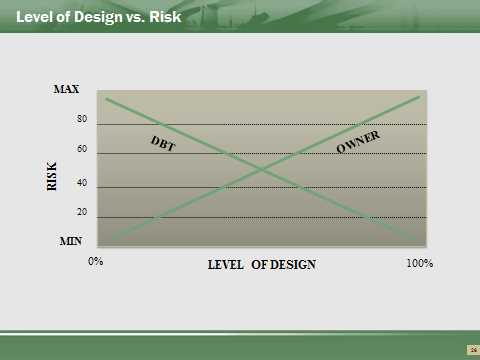 Level of Design vs. Risk
MAX
80
60
40
20
MIN
RISK
DBT
OWNER
0%
LEVEL OF DESIGN
100%